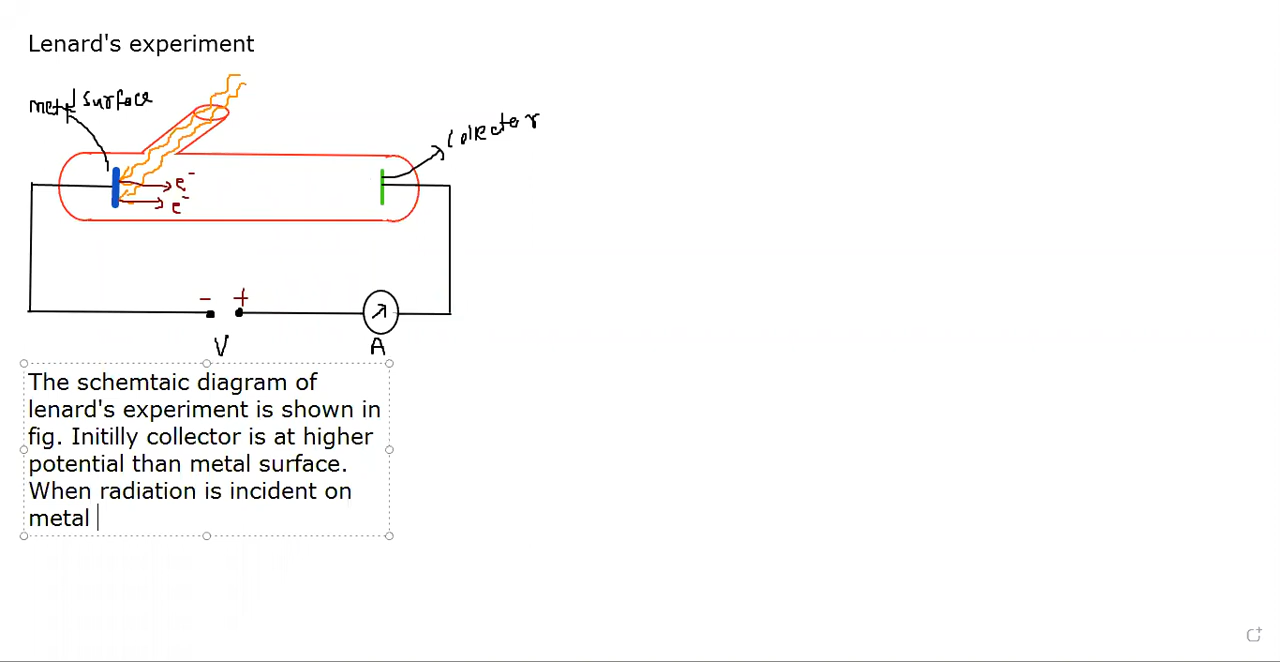 Lenard's experiment
metal surface
collector
e⁻
e⁻
- +
V
A
The schemtaic diagram of
lenard's experiment is shown in
fig. Initilly collector is at higher
potential than metal surface.
When radiation is incident on
metal